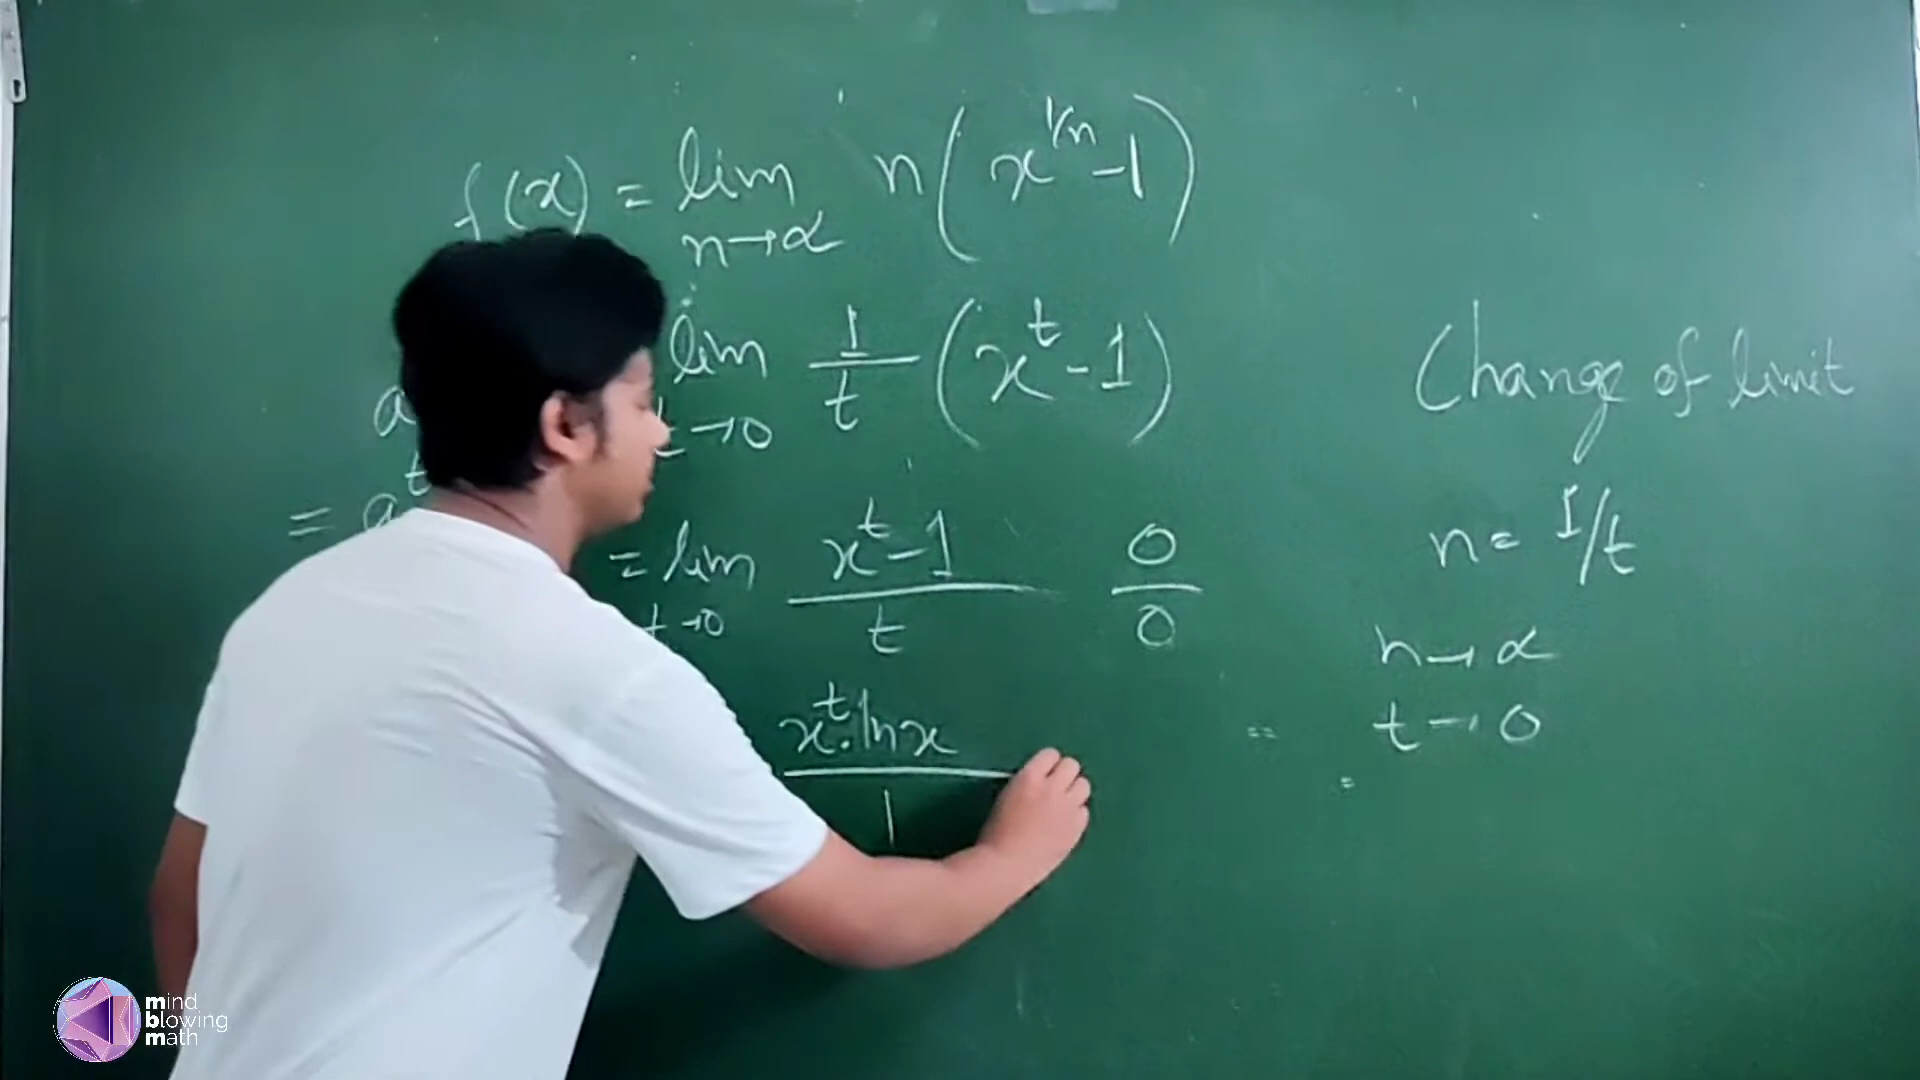 f(x) = lim n(x^1/n - 1)
n→∝
lim 1/t (x^t - 1)
t→0
= a^t
= lim (x^t - 1)/t 0/0
t→0
x^t . ln x / 1
Change of limit
n = 1/t
n→∝
t→0
mind
blowing
math